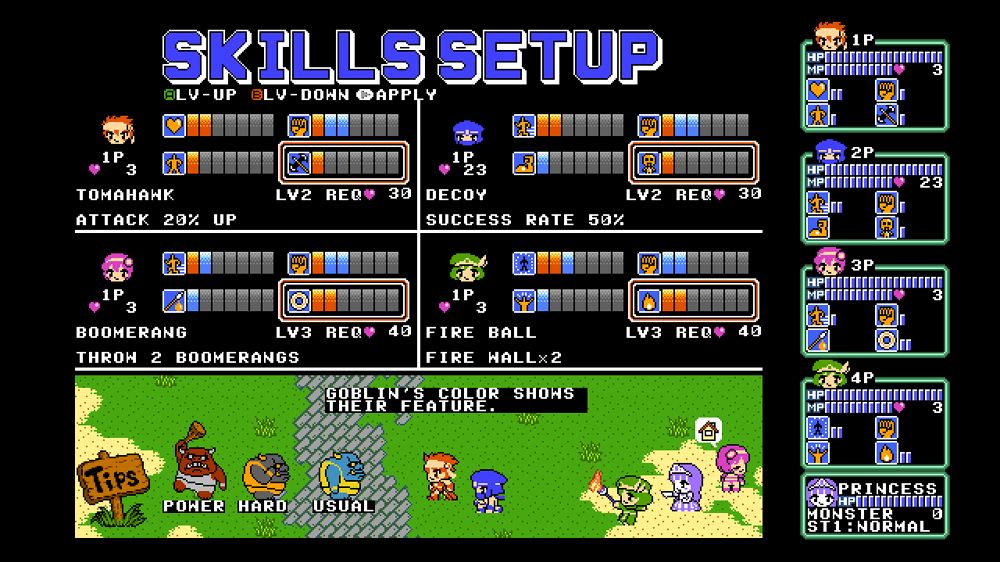 SKILLS SETUP
A LV-UP B LV-DOWN APPLY
1P
3
TOMAHAWK LV2 REQ 30
ATTACK 20% UP
1P
23
DECOY LV2 REQ 30
SUCCESS RATE 50%
1P
3
BOOMERANG LV3 REQ 40
THROW 2 BOOMERANGS
1P
3
FIRE BALL LV3 REQ 40
FIRE WALL×2
GOBLIN'S COLOR SHOWS
THEIR FEATURE.
Tips
POWER HARD USUAL
1P
HP
MP 3
2P
HP
MP 23
3P
HP
MP 3
4P
HP
MP 3
PRINCESS
HP
MONSTER 0
ST1:NORMAL